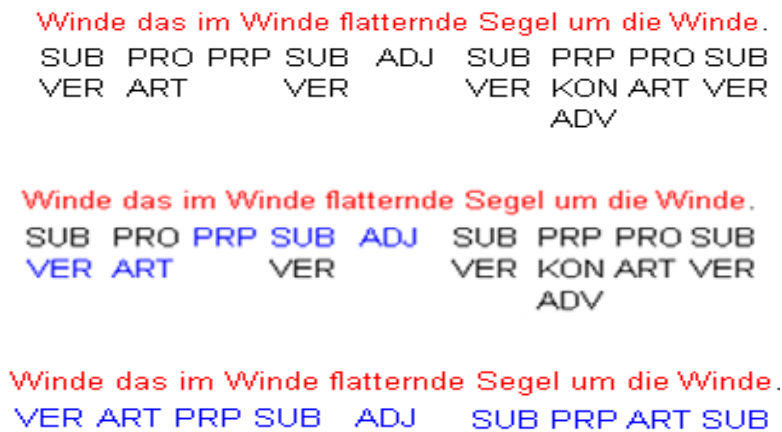 Winde das im Winde flatternde Segel um die Winde.
SUB PRO PRP SUB ADJ SUB PRP PRO SUB
VER ART VER VER KON ART VER
ADV
Winde das im Winde flatternde Segel um die Winde.
SUB PRO PRP SUB ADJ SUB PRP PRO SUB
VER ART VER VER KON ART VER
ADV
Winde das im Winde flatternde Segel um die Winde.
VER ART PRP SUB ADJ SUB PRP ART SUB